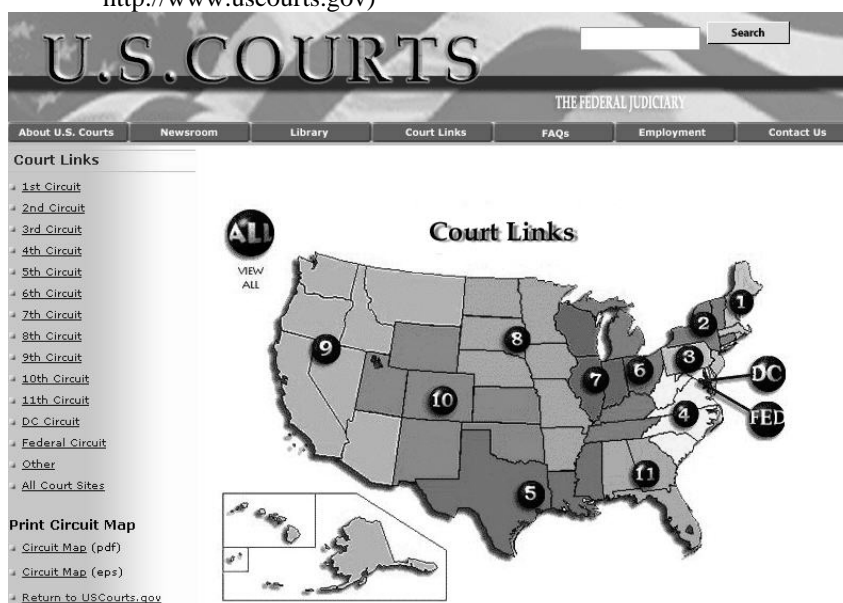 http://www.uscourts.gov)
U.S.COURTS
Search
THE FEDERAL JUDICIARY
About U.S. Courts Newsroom Library Court Links FAQs Employment Contact Us
Court Links
1st Circuit
2nd Circuit
3rd Circuit
4th Circuit
5th Circuit
6th Circuit
7th Circuit
8th Circuit
9th Circuit
10th Circuit
11th Circuit
DC Circuit
Federal Circuit
Other
All Court Sites
Print Circuit Map
Circuit Map (pdf)
Circuit Map (eps)
Return to USCourts.gov
ALL
VIEW
ALL
Court Links
1
2
3
4
5
6
7
8
9
10
11
DC
FED